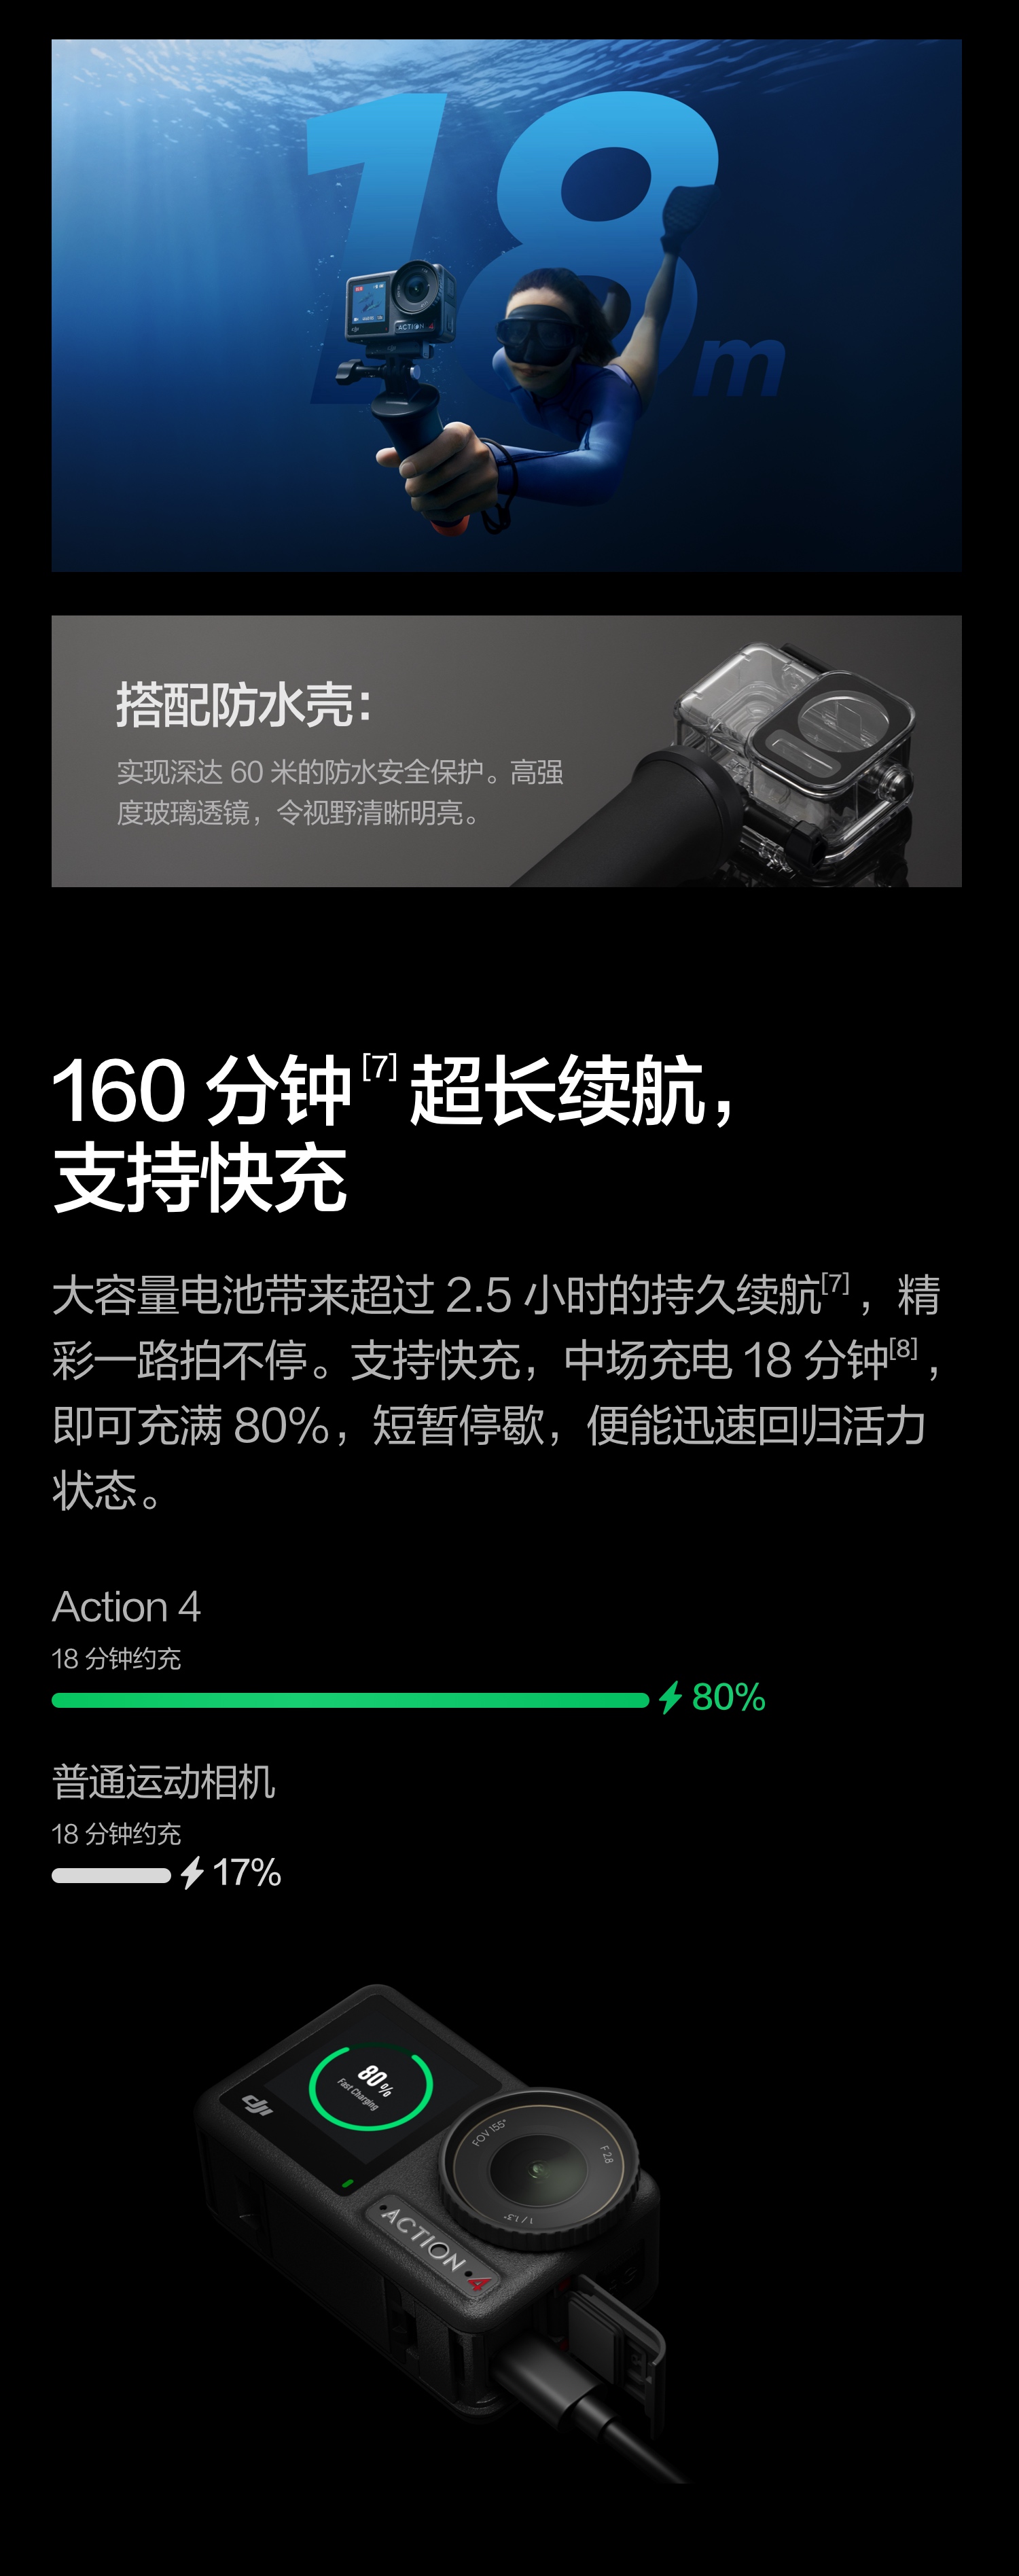 18m
ACTION 4
搭配防水壳：
实现深达 60 米的防水安全保护。高强
度玻璃透镜，令视野清晰明亮。
160 分钟[7] 超长续航，
支持快充
大容量电池带来超过 2.5 小时的持久续航[7]，精
彩一路拍不停。支持快充，中场充电 18 分钟[8]，
即可充满 80%，短暂停歇，便能迅速回归活力
状态。
Action 4
18 分钟约充
80%
普通运动相机
18 分钟约充
17%
80%
Fast Charging
dji
FOV 155°
F2.8
1/1.3"
ACTION 4